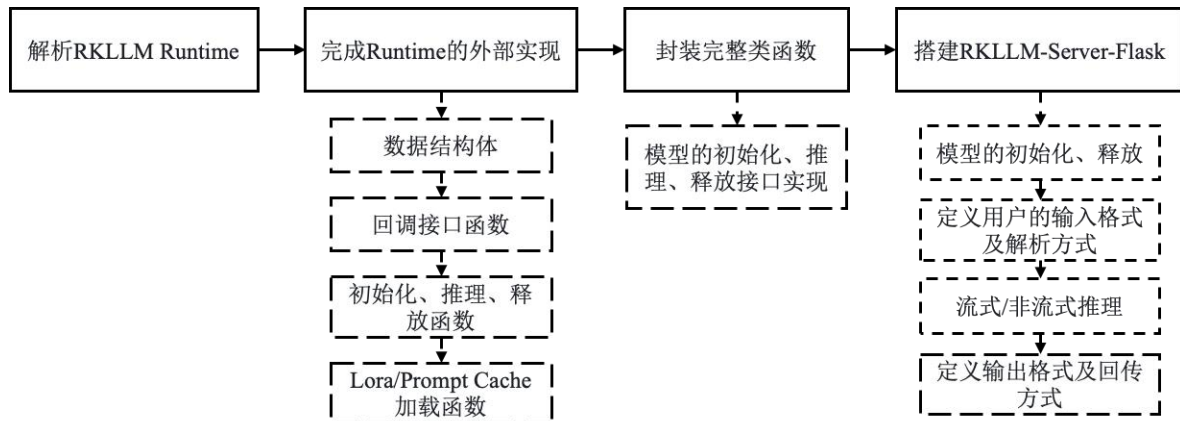 解析RKLLM Runtime
完成Runtime的外部实现
封装完整类函数
搭建RKLLM-Server-Flask
数据结构体
回调接口函数
初始化、推理、释
放函数
Lora/Prompt Cache
加载函数
模型的初始化、推
理、释放接口实现
模型的初始化、释放
定义用户的输入格式
及解析方式
流式/非流式推理
定义输出格式及回传
方式